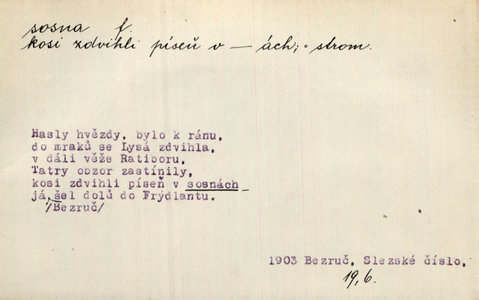 sosna f.
kosi zdvihli píseň v — ách; strom.
Hasly hvězdy, bylo k ránu,
do mraků se Lysá zdvihla,
v dáli věže Ratiboru,
Tatry obzor zastínily,
kosi zdvihli píseň v sosnách
já šel dolů do Frýdlantu.
/Bezruč/
1903 Bezruč, Slezské číslo.
19,6.